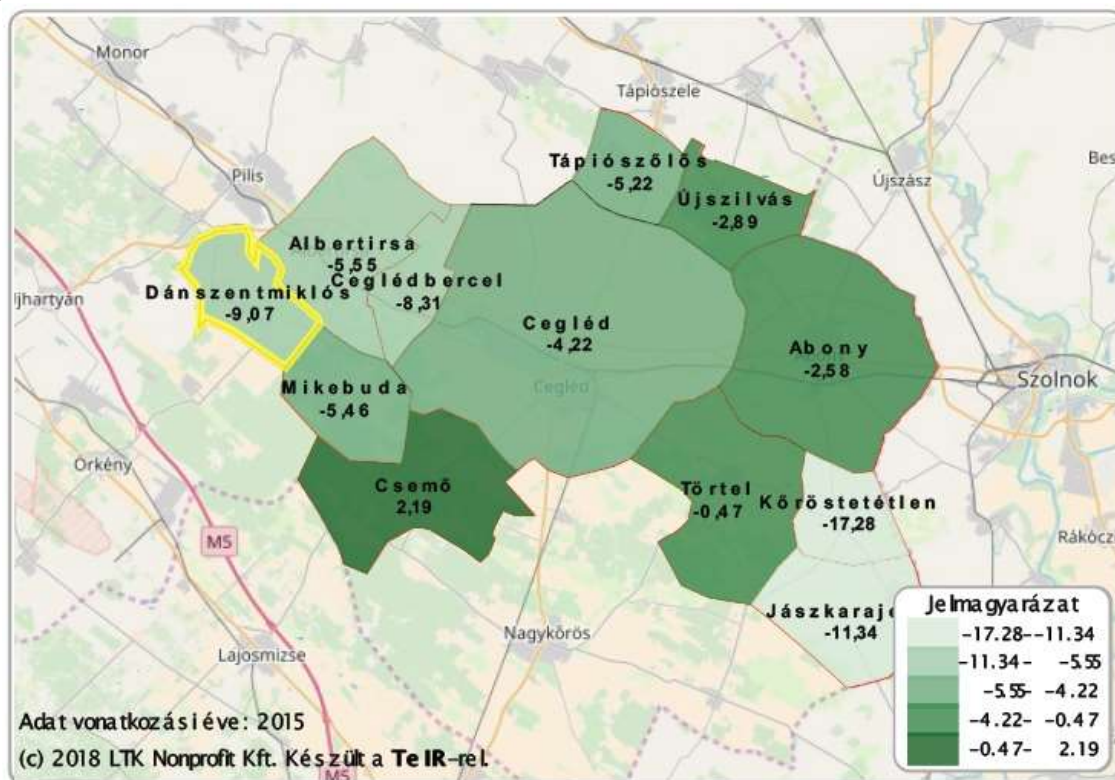 Monor
Tápiószele
Bes
Pilis
Tápiószőlős
-5,22
Újszász
Újszilvás
-2,89
Albertirsa
-5,55
Ceglédbercel
-8,31
ljhartyán
Dánszentmiklós
-9,07
Cegléd
-4,22
Abony
-2,58
Cegléd
Szolnok
Mikebuda
-5,46
Örkény
Csemő
2,19
Törtel
-0,47
Kőröstetétlen
-17,28
M5
Rákócz
Jászkaraje
-11,34
Nagykőrös
Lajosmizse
Jelmagyarázat
-17.28--11.34
-11.34- -5.55
-5.55- -4.22
-4.22- -0.47
-0.47- 2.19
Adat vonatkozási éve: 2015
(c) 2018 LTK Nonprofit Kft. Készült a TeIR-rel.
M5